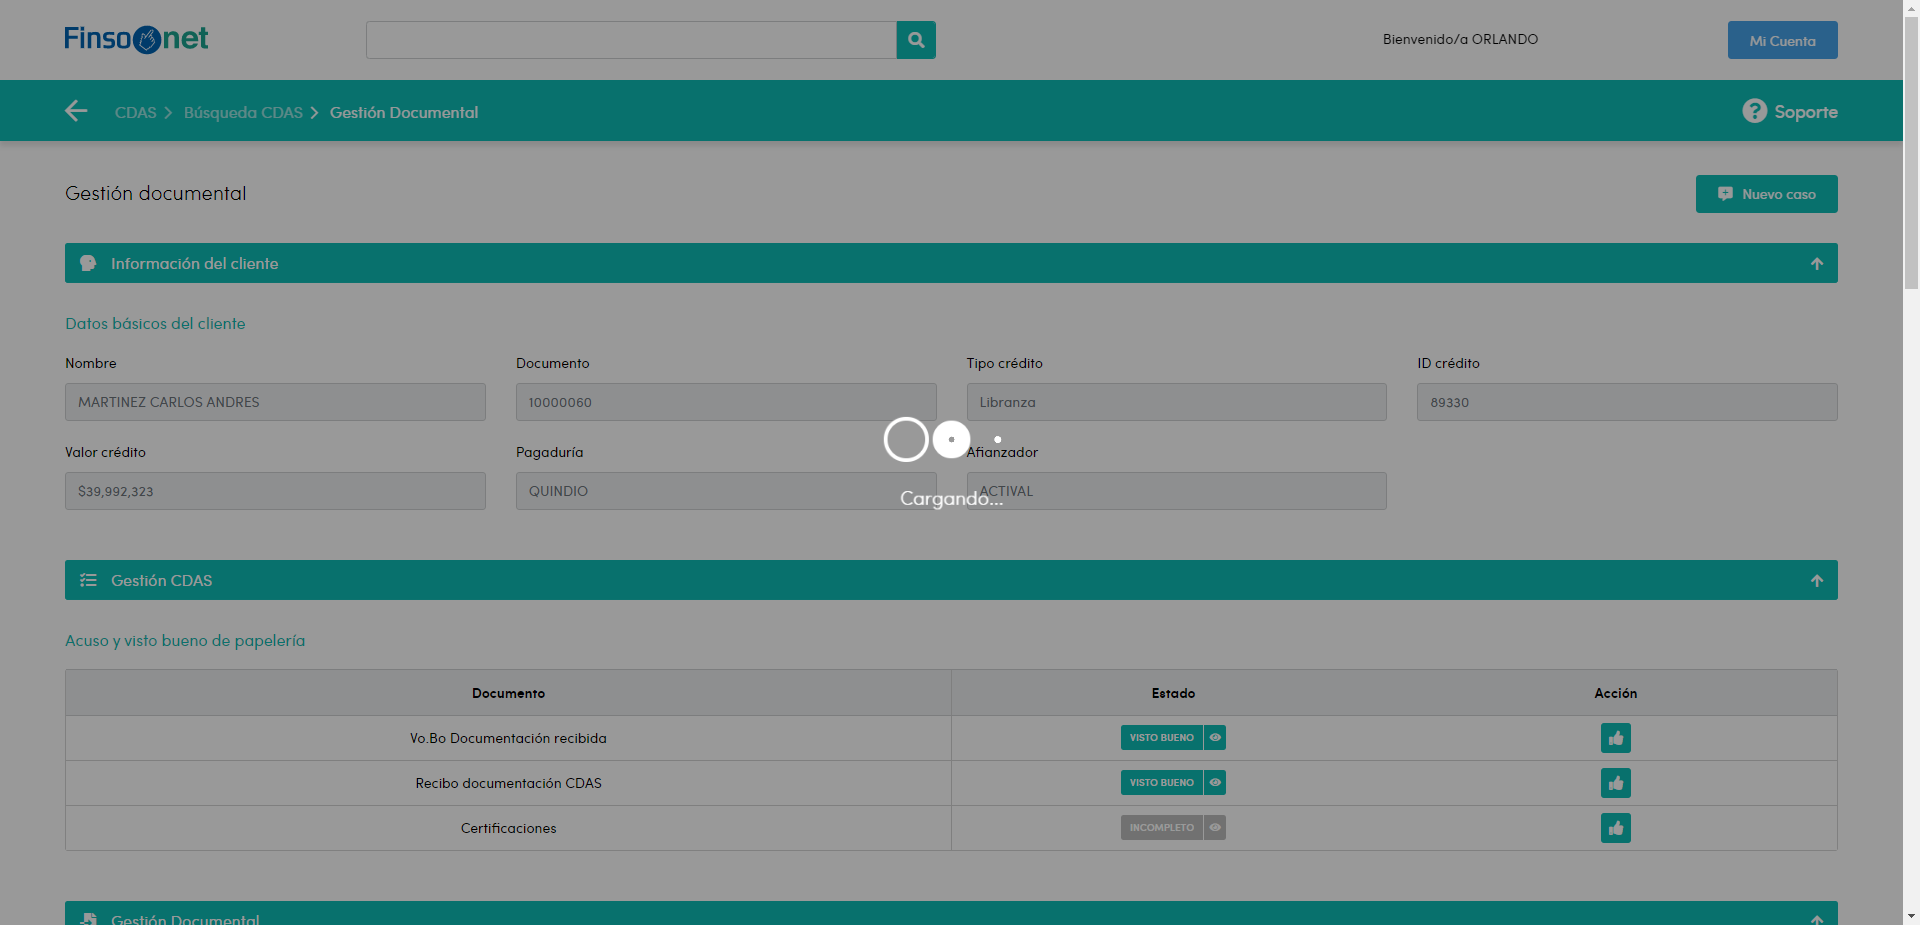 Finsonet
Bienvenido/a ORLANDO
Mi Cuenta
CDAS
Búsqueda CDAS
Gestión Documental
Soporte
Gestión documental
Nuevo caso
Información del cliente
Datos básicos del cliente
Nombre
Documento
Tipo crédito
ID crédito
MARTINEZ CARLOS ANDRES
10000060
Libranza
89330
Valor crédito
Pagaduría
Afianzador
$39,992,323
QUINDIO
ACTIVAL
Cargando...
Gestión CDAS
Acuso y visto bueno de papelería
Documento
Estado
Acción
Vo.Bo Documentación recibida
VISTO BUENO
Recibo documentación CDAS
VISTO BUENO
Certificaciones
INCOMPLETO
Gestión Documental